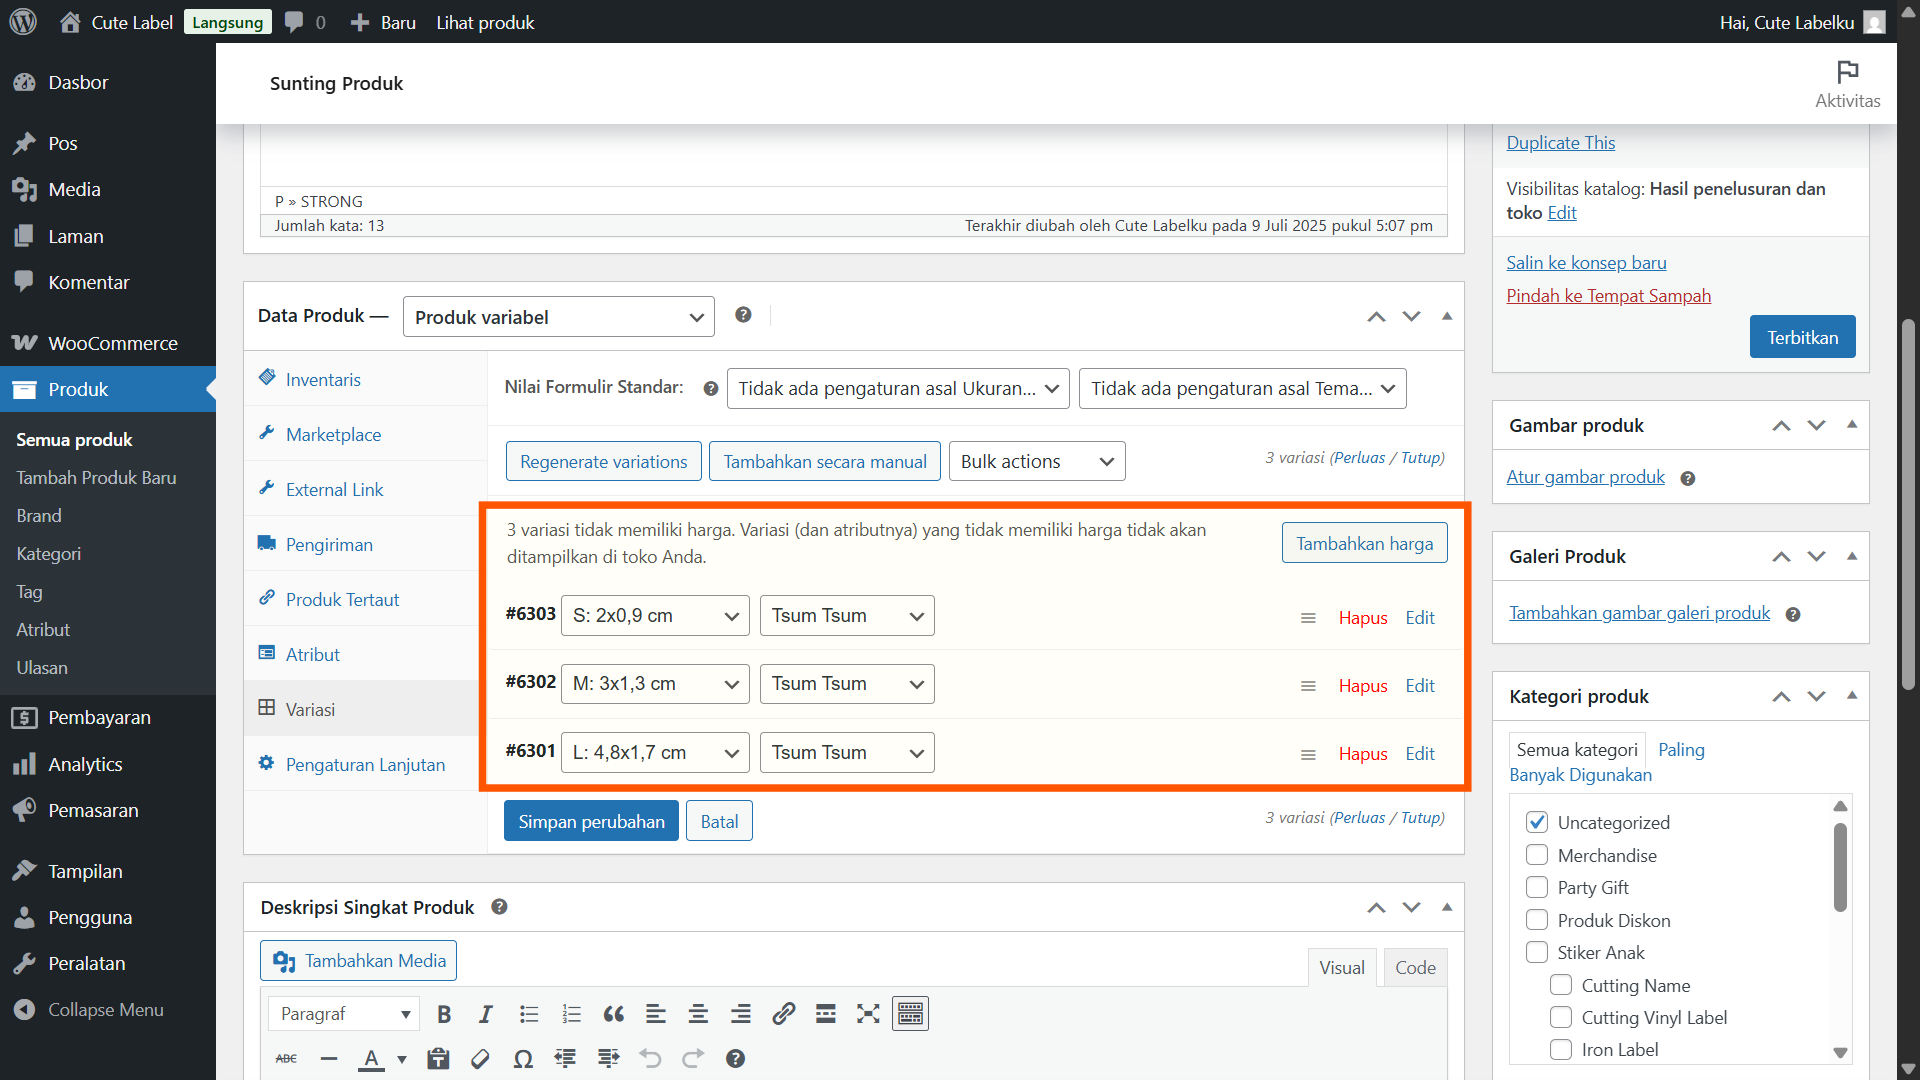 Cute Label
Langsung
0
Baru
Lihat produk
Hai, Cute Labelku
Dasbor
Pos
Media
Laman
Komentar
WooCommerce
Produk
Semua produk
Tambah Produk Baru
Brand
Kategori
Tag
Atribut
Ulasan
Pembayaran
Analytics
Pemasaran
Tampilan
Pengguna
Peralatan
Collapse Menu
Sunting Produk
Aktivitas
P » STRONG
Jumlah kata: 13
Terakhir diubah oleh Cute Labelku pada 9 Juli 2025 pukul 5:07 pm
Data Produk —
Produk variabel
Inventaris
Marketplace
External Link
Pengiriman
Produk Tertaut
Atribut
Variasi
Pengaturan Lanjutan
Nilai Formulir Standar:
Tidak ada pengaturan asal Ukuran...
Tidak ada pengaturan asal Tema...
Regenerate variations
Tambahkan secara manual
Bulk actions
3 variasi (Perluas / Tutup)
3 variasi tidak memiliki harga. Variasi (dan atributnya) yang tidak memiliki harga tidak akan
ditampilkan di toko Anda.
Tambahkan harga
#6303 S: 2x0,9 cm Tsum Tsum Hapus Edit
#6302 M: 3x1,3 cm Tsum Tsum Hapus Edit
#6301 L: 4,8x1,7 cm Tsum Tsum Hapus Edit
Simpan perubahan
Batal
3 variasi (Perluas / Tutup)
Deskripsi Singkat Produk
Tambahkan Media
Visual
Code
Paragraf
B
I
ABC
A
Duplicate This
Visibilitas katalog: Hasil penelusuran dan
toko Edit
Salin ke konsep baru
Pindah ke Tempat Sampah
Terbitkan
Gambar produk
Atur gambar produk
Galeri Produk
Tambahkan gambar galeri produk
Kategori produk
Semua kategori
Paling
Banyak Digunakan
Uncategorized
Merchandise
Party Gift
Produk Diskon
Stiker Anak
Cutting Name
Cutting Vinyl Label
Iron Label